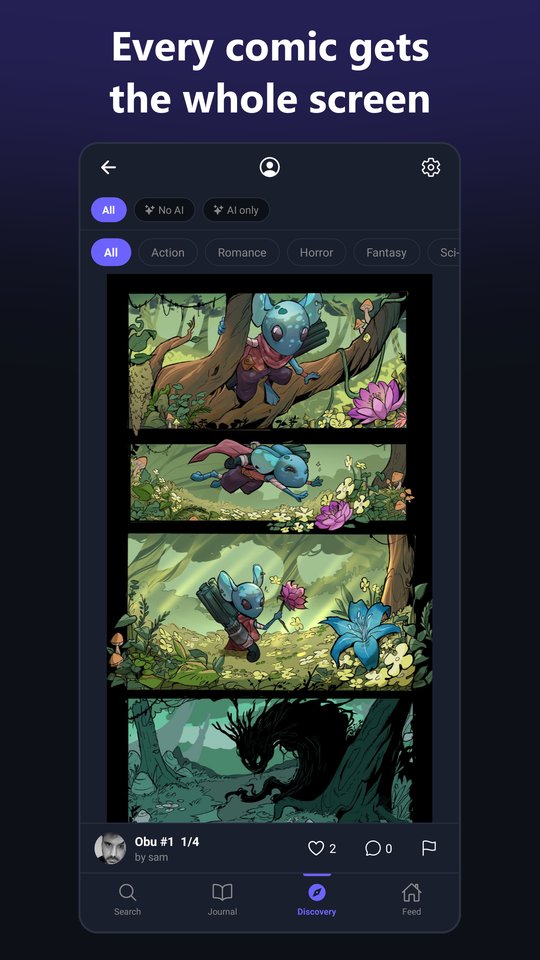 Every comic gets
the whole screen
All
No AI
AI only
All
Action
Romance
Horror
Fantasy
Sci-
Obu #1 1/4
by sam
2
0
Search
Journal
Discovery
Feed